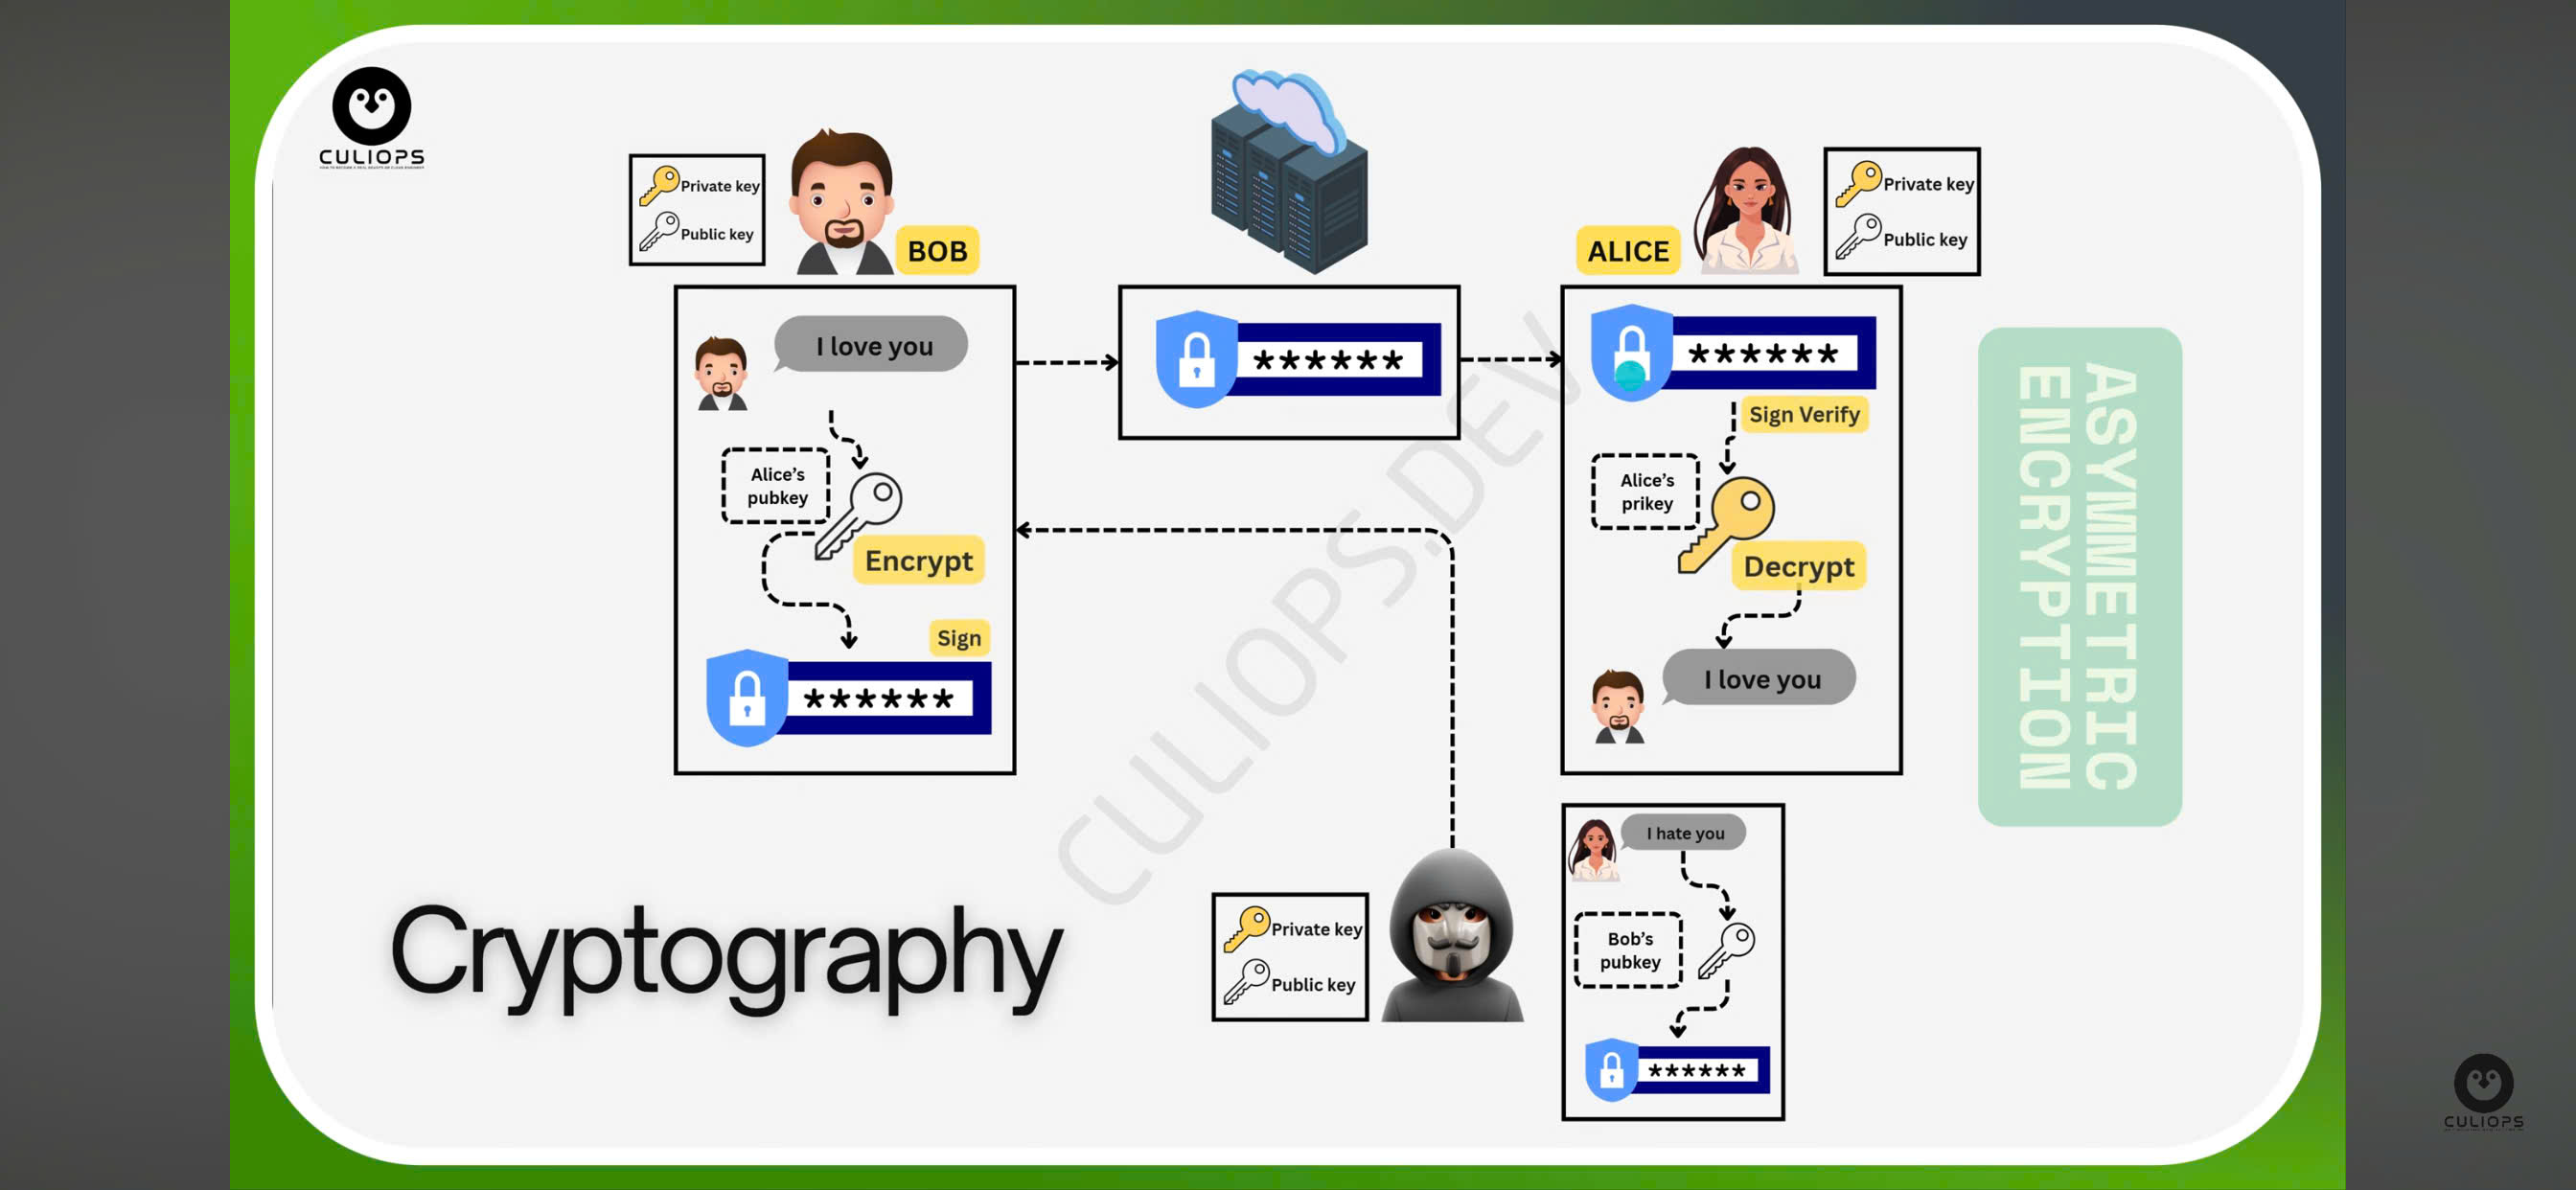 CULIOPS
Private key
Public key
BOB
ALICE
Private key
Public key
I love you
******
******
Sign Verify
Alice's
pubkey
Encrypt
Sign
******
Alice's
prikey
Decrypt
I love you
ASYMMETRIC
ENCRYPTION
CULIOPS.DEV
I hate you
Bob's
pubkey
******
Private key
Public key
Cryptography
CULIOPS